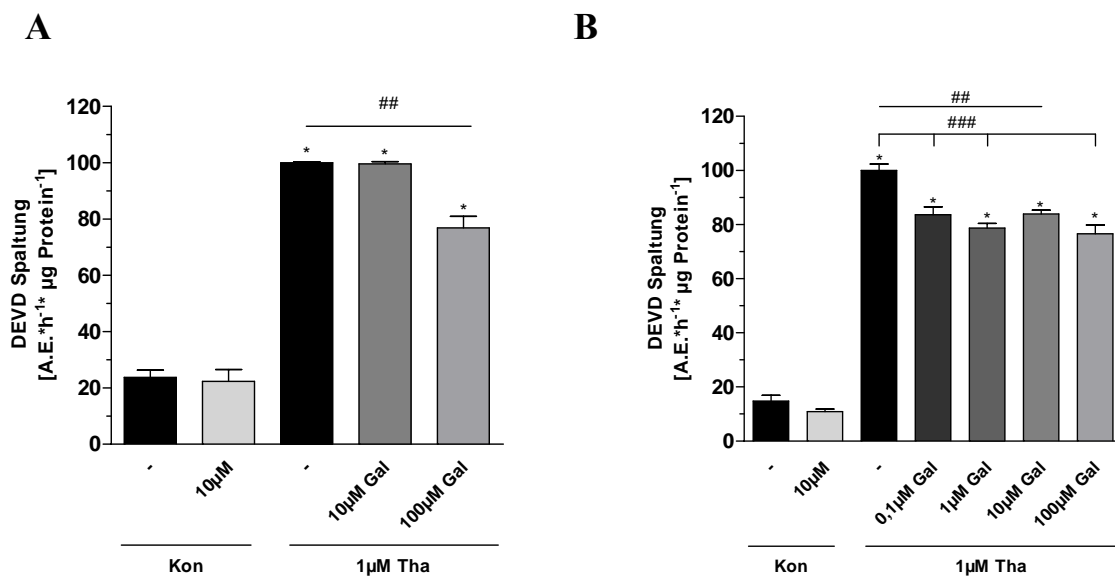 A
DEVD Spaltung
[A.E.*h⁻¹* µg Protein⁻¹]
120
100
80
60
40
20
0
##
*
*
*
-
10µM
-
10µM Gal
100µM Gal
Kon
1µM Tha
B
DEVD Spaltung
[A.E.*h⁻¹* µg Protein⁻¹]
120
100
80
60
40
20
0
##
###
*
*
*
*
*
-
10µM
-
0,1µM Gal
1µM Gal
10µM Gal
100µM Gal
Kon
1µM Tha